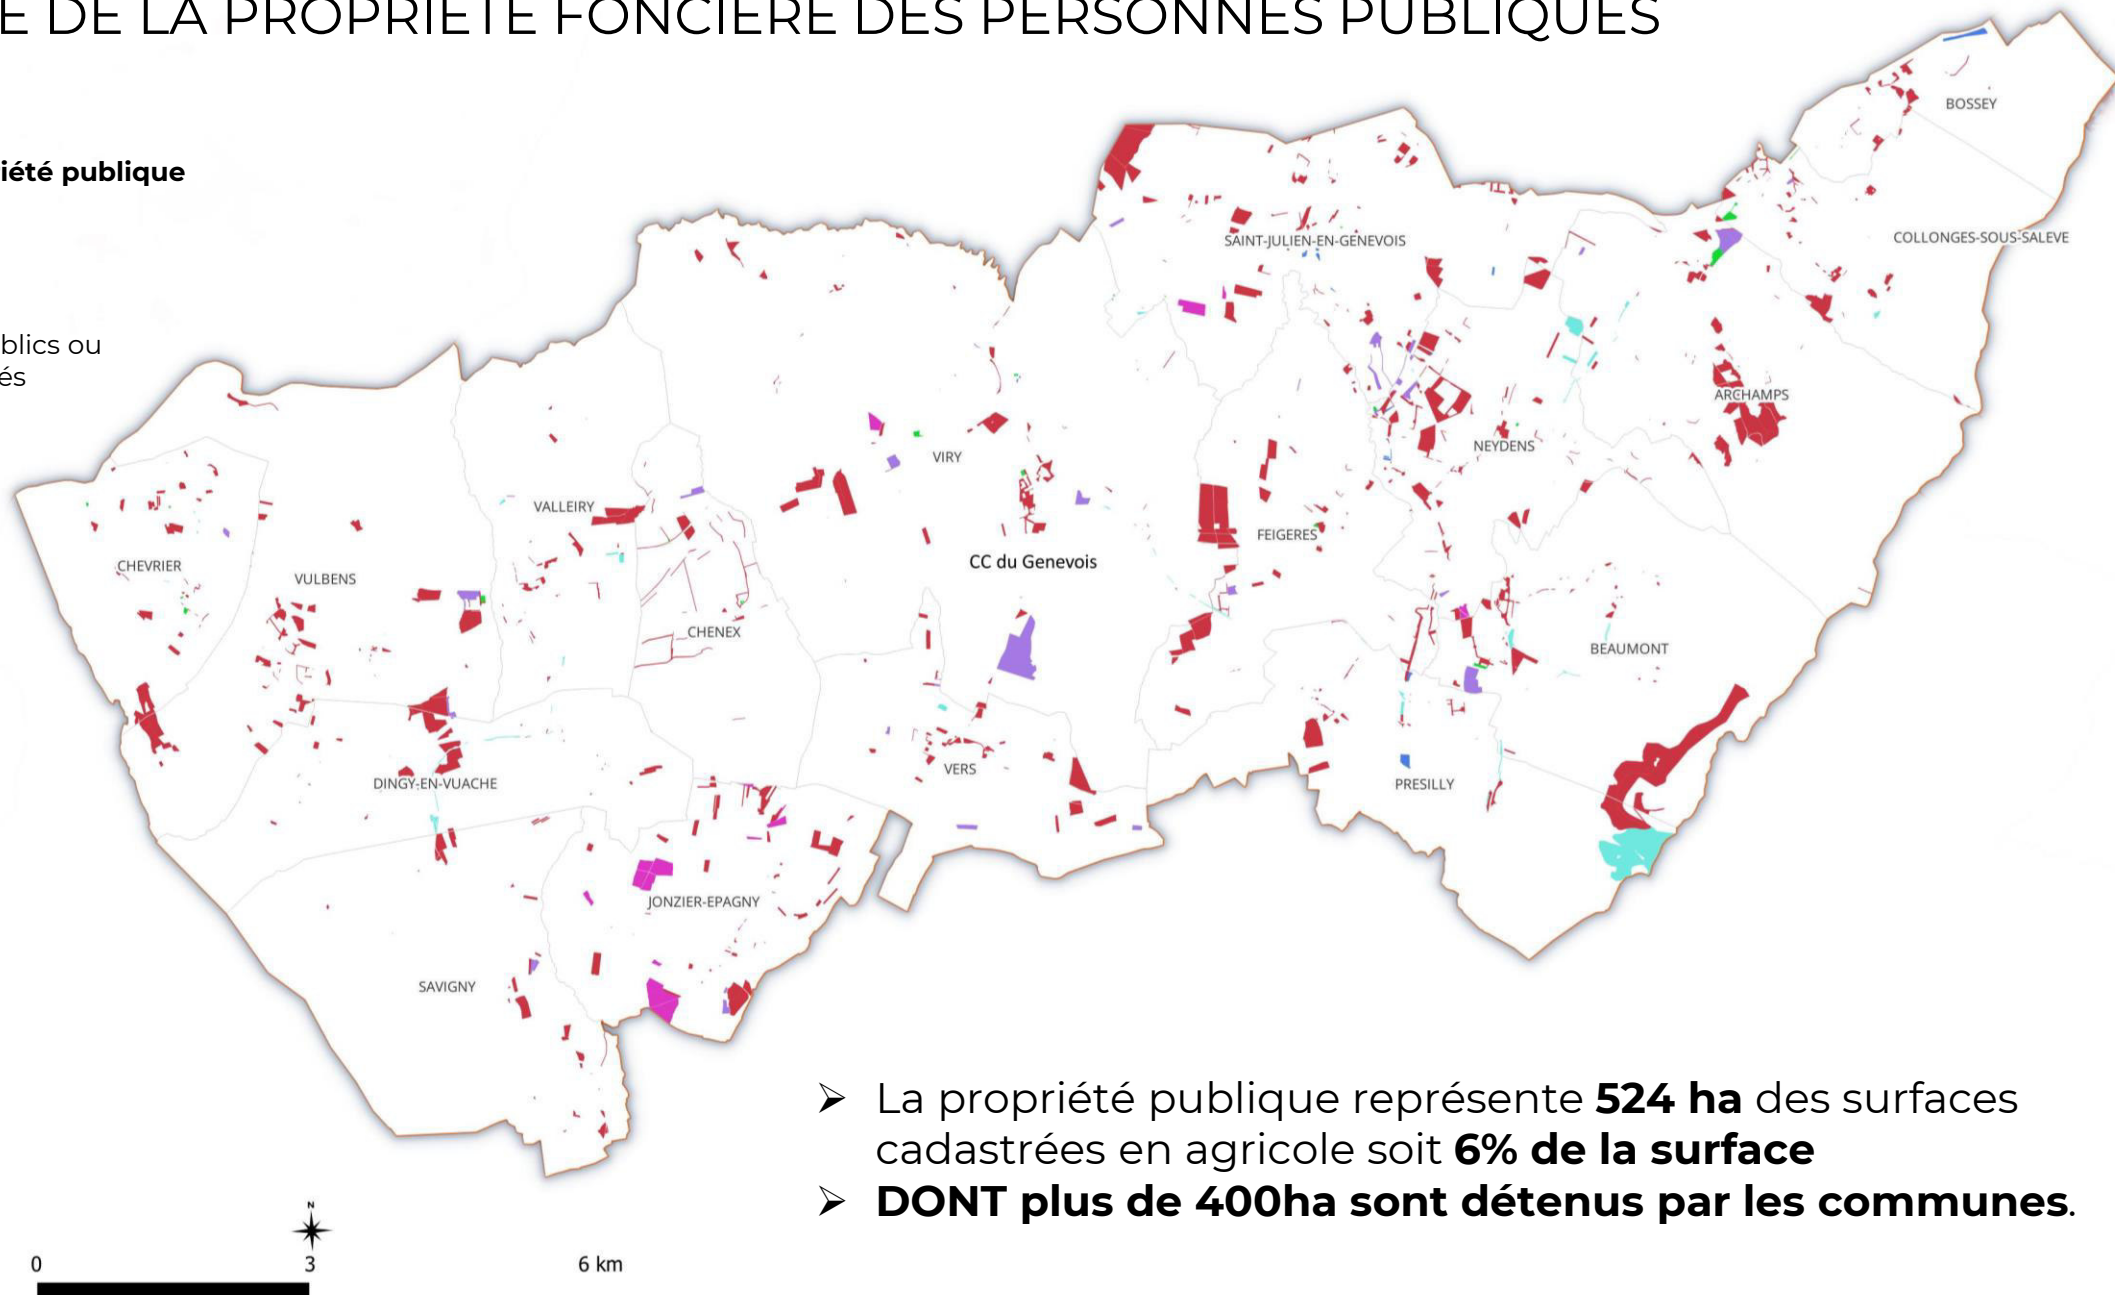 E DE LA PROPRIETE FONCIERE DES PERSONNES PUBLIQUES
iété publique
blics ou
és
BOSSEY
COLLONGES-SOUS-SALEVE
SAINT-JULIEN-EN-GENEVOIS
ARCHAMPS
NEYDENS
VIRY
VALLEIRY
FEIGERES
CC du Genevois
CHEVRIER
VULBENS
CHENEX
BEAUMONT
VERS
DINGY-EN-VUACHE
PRESILLY
JONZIER-EPAGNY
SAVIGNY
➢ La propriété publique représente 524 ha des surfaces
cadastrées en agricole soit 6% de la surface
➢ DONT plus de 400ha sont détenus par les communes.
N
0 3 6 km